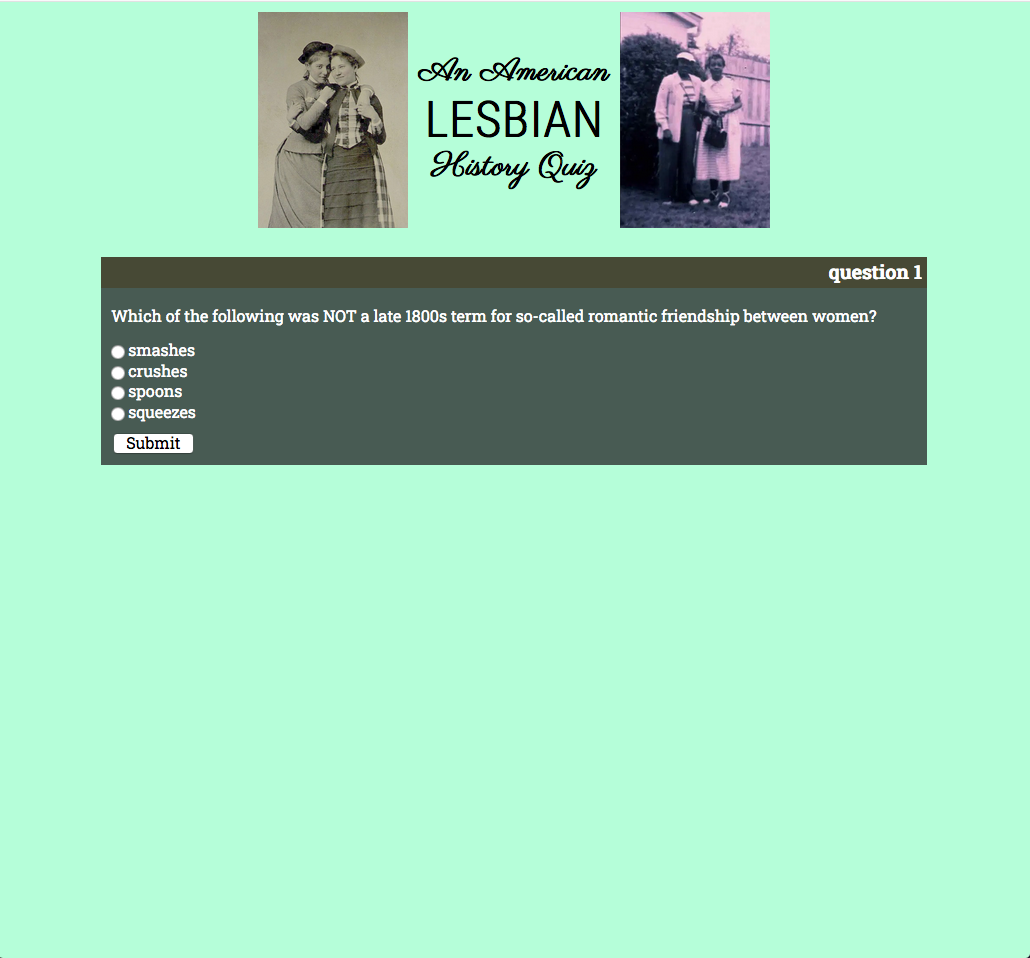 An American
LESBIAN
History Quiz
question 1
Which of the following was NOT a late 1800s term for so-called romantic friendship between women?
smashes
crushes
spoons
squeezes
Submit